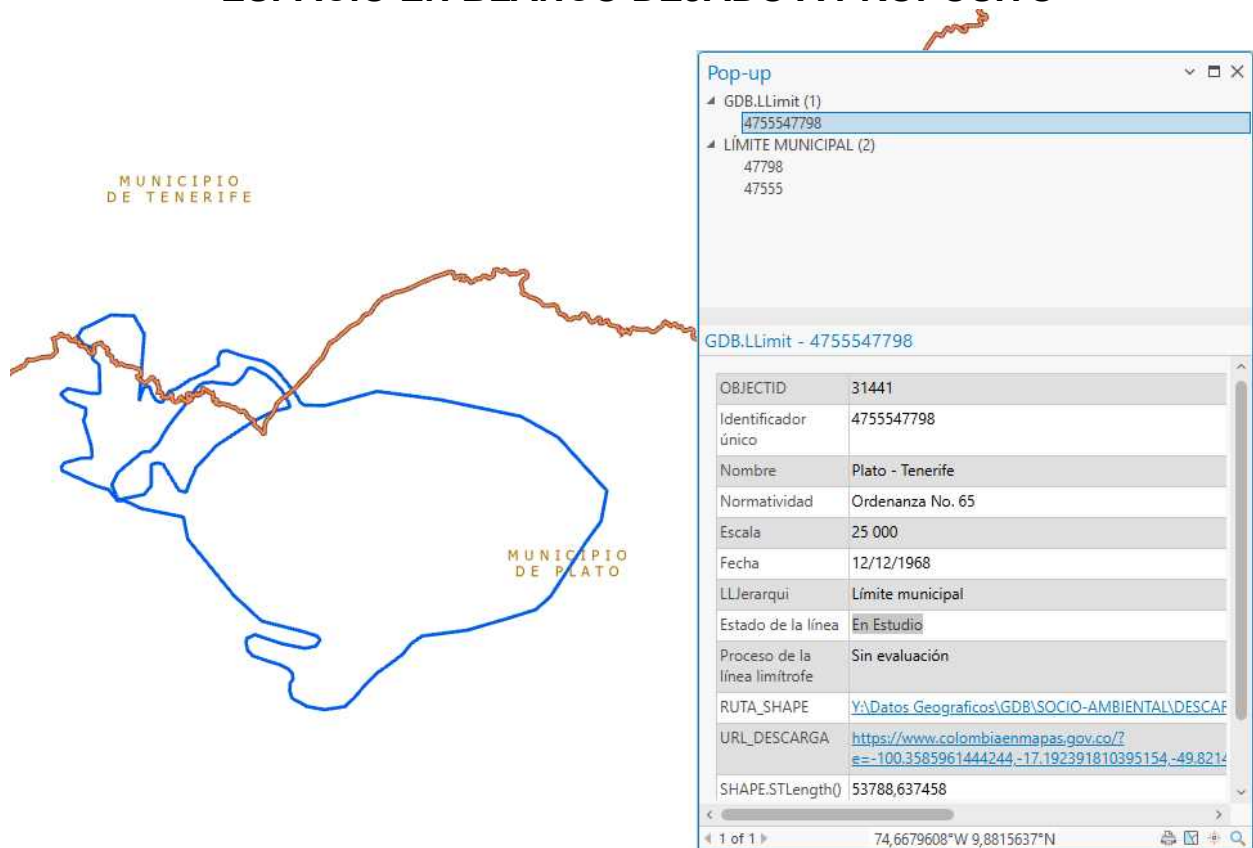 MUNICIPIO
DE TENERIFE
MUNICIPIO
DE PLATO
Pop-up
GDB.LLimit (1)
4755547798
LÍMITE MUNICIPAL (2)
47798
47555
GDB.LLimit - 4755547798
OBJECTID 31441
Identificador único 4755547798
Nombre Plato - Tenerife
Normatividad Ordenanza No. 65
Escala 25 000
Fecha 12/12/1968
LLJerarqui Límite municipal
Estado de la línea En Estudio
Proceso de la línea limítrofe Sin evaluación
RUTA_SHAPE Y:\Datos Geograficos\GDB\SOCIO-AMBIENTAL\DESCAR
URL_DESCARGA https://www.colombiaenmapas.gov.co/?
e=-100.3585961444244,-17.192391810395154,-49.8214
SHAPE.STLength() 53788,637458
1 of 1
74,6679608°W 9,8815637°N